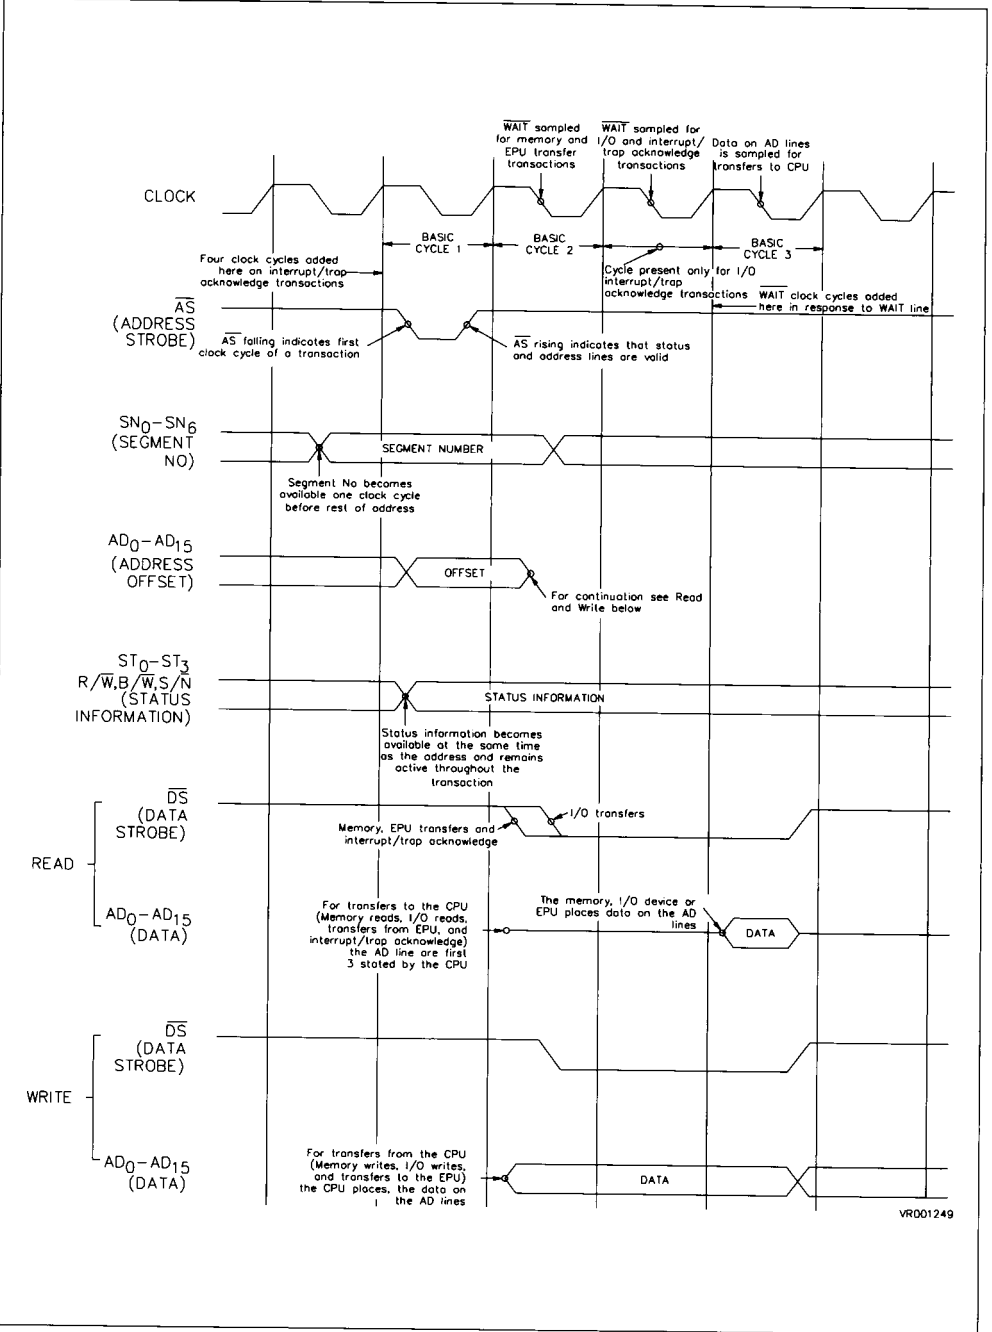 WAIT sampled
for memory and
EPU transfer
transactions
WAIT sampled for
I/O and interrupt/
trap acknowledge
transactions
Data on AD lines
is sampled for
transfers to CPU
CLOCK
BASIC
CYCLE 1
BASIC
CYCLE 2
BASIC
CYCLE 3
Four clock cycles added
here on interrupt/trap
acknowledge transactions
Cycle present only for I/O
interrupt/trap
acknowledge transactions
WAIT clock cycles added
here in response to WAIT line
AS
(ADDRESS
STROBE)
AS falling indicates first
clock cycle of a transaction
AS rising indicates that status
and address lines are valid
SN0-SN6
(SEGMENT
NO)
SEGMENT NUMBER
Segment No becomes
available one clock cycle
before rest of address
AD0-AD15
(ADDRESS
OFFSET)
OFFSET
For continuation see Read
and Write below
ST0-ST3
R/W,B/W,S/N
(STATUS
INFORMATION)
STATUS INFORMATION
Status information becomes
available at the same time
as the address and remains
active throughout the
transaction
READ
DS
(DATA
STROBE)
I/O transfers
Memory, EPU transfers and
interrupt/trap acknowledge
AD0-AD15
(DATA)
For transfers to the CPU
(Memory reads, I/O reads,
transfers from EPU, and
interrupt/trap acknowledge)
the AD line are first
3 stated by the CPU
The memory, I/O device or
EPU places data on the AD
lines
DATA
WRITE
DS
(DATA
STROBE)
AD0-AD15
(DATA)
For transfers from the CPU
(Memory writes, I/O writes,
and transfers to the EPU)
the CPU places, the data on
the AD lines
DATA
VR001249